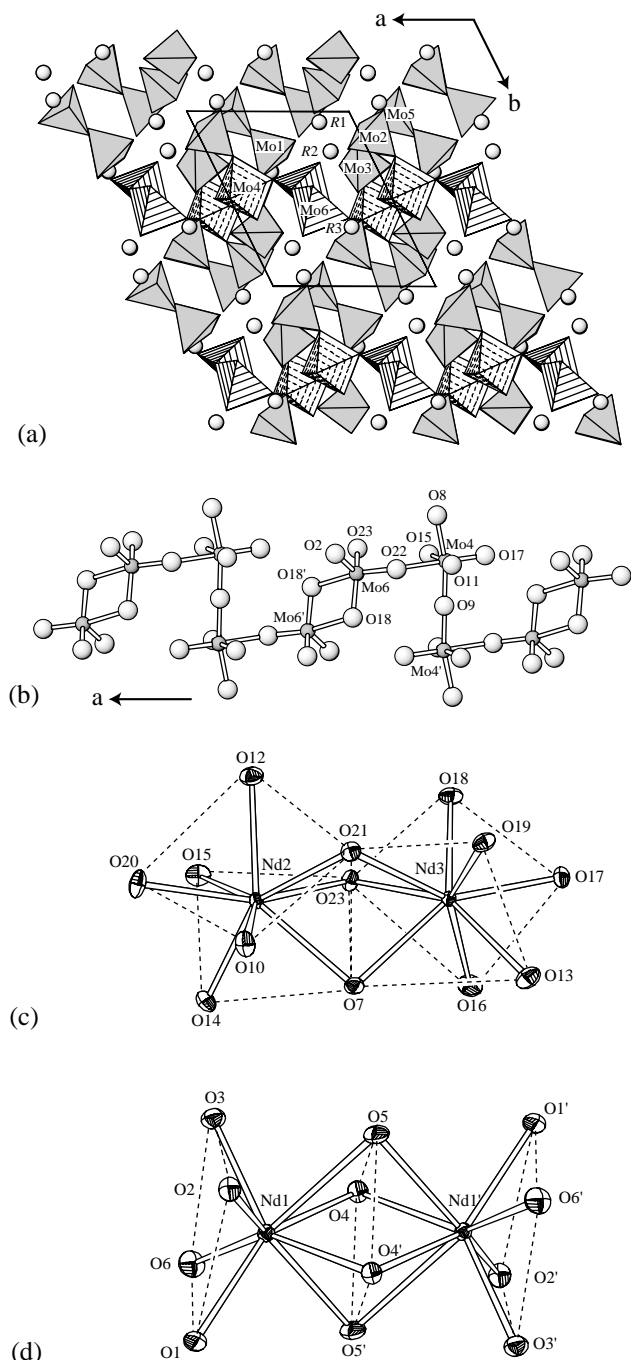 a
b
R1
Mo5
Mo1
Mo2
R2
Mo3
Mo4
Mo6
R3
(a)
O8
O23
O15
Mo4
O2
O22
O17
O18'
O11
Mo6
Mo6'
O18
O9
Mo4'
(b)
a
O12
O18
O21
O19
O15
Nd2
Nd3
O20
O23
O17
O10
O13
O14
O7
O16
(c)
O3
O5
O1'
O2
Nd1
O4
Nd1'
O6'
O6
O4'
O2'
O1
O5'
O3'
(d)